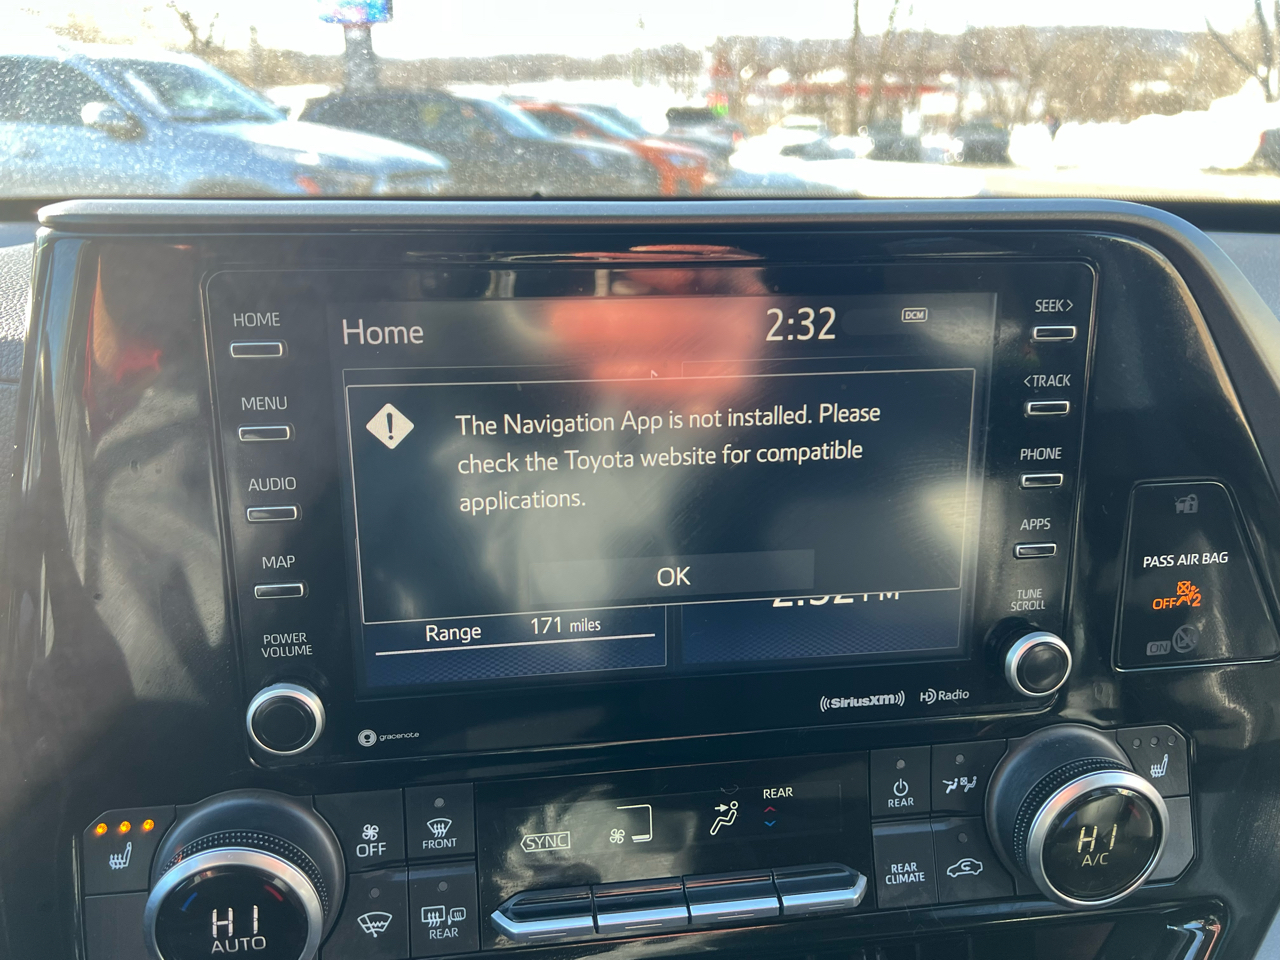 HOME
MENU
AUDIO
MAP
POWER
VOLUME
Home
2:32
DCM
The Navigation App is not installed. Please
check the Toyota website for compatible
applications.
OK
Range 171 miles
SEEK>
<TRACK
PHONE
APPS
TUNE
SCROLL
PASS AIR BAG
OFF 2
ON
gracenote
((SiriusXM))
HD Radio
OFF
FRONT
REAR
HI
AUTO
SYNC
REAR
REAR
REAR
CLIMATE
HI
A/C